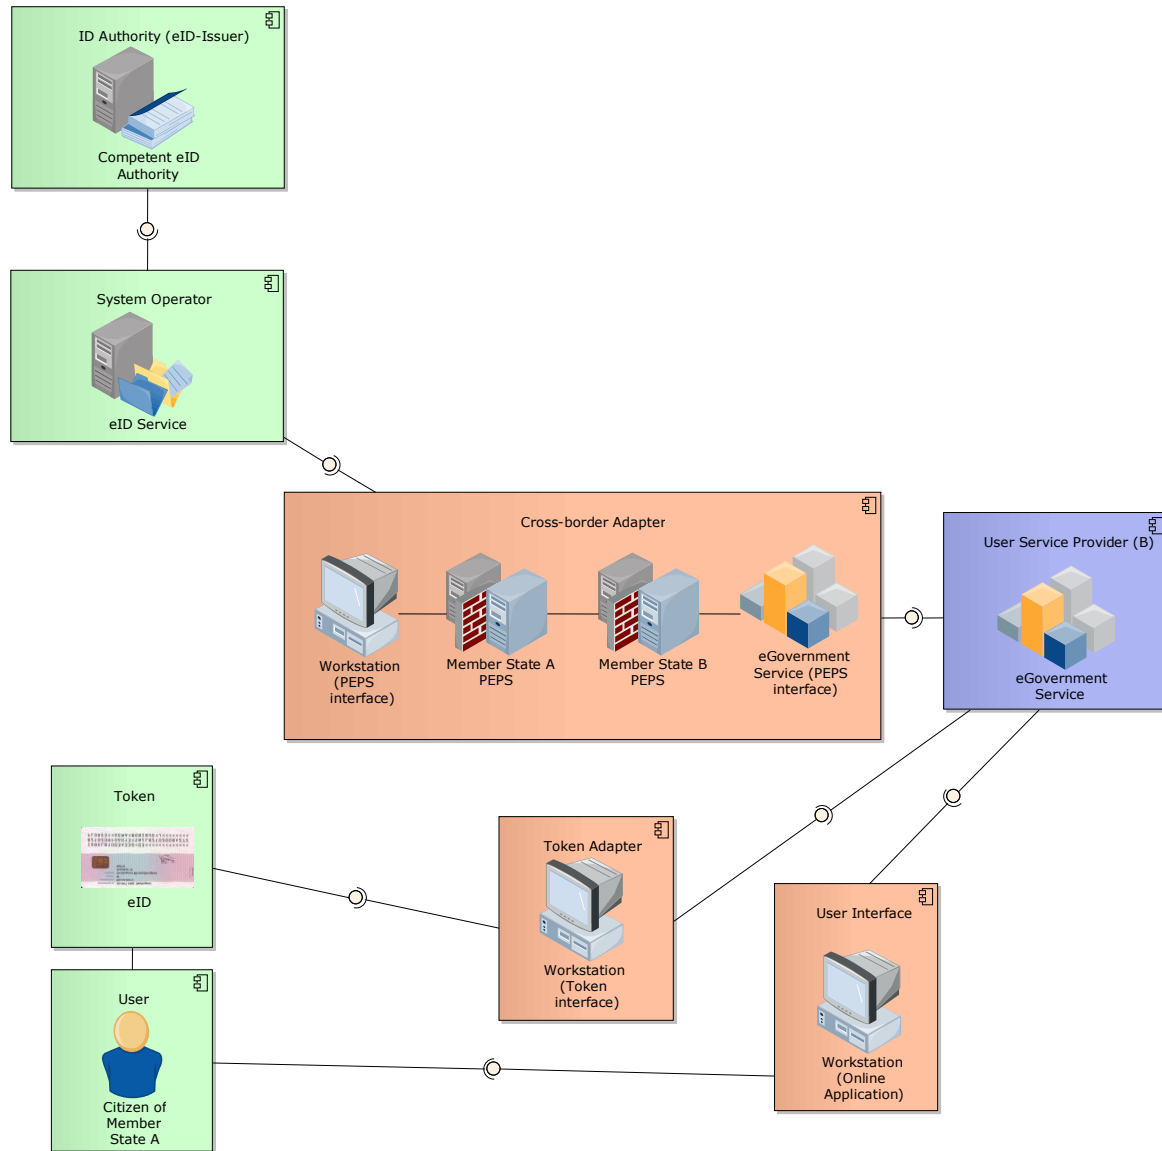 ID Authority (eID-Issuer)
Competent eID
Authority
System Operator
eID Service
Cross-border Adapter
Workstation
(PEPS
interface)
Member State A
PEPS
Member State B
PEPS
eGovernment
Service (PEPS
interface)
User Service Provider (B)
eGovernment
Service
Token
eID
Token Adapter
Workstation
(Token
interface)
User Interface
Workstation
(Online
Application)
User
Citizen of
Member
State A